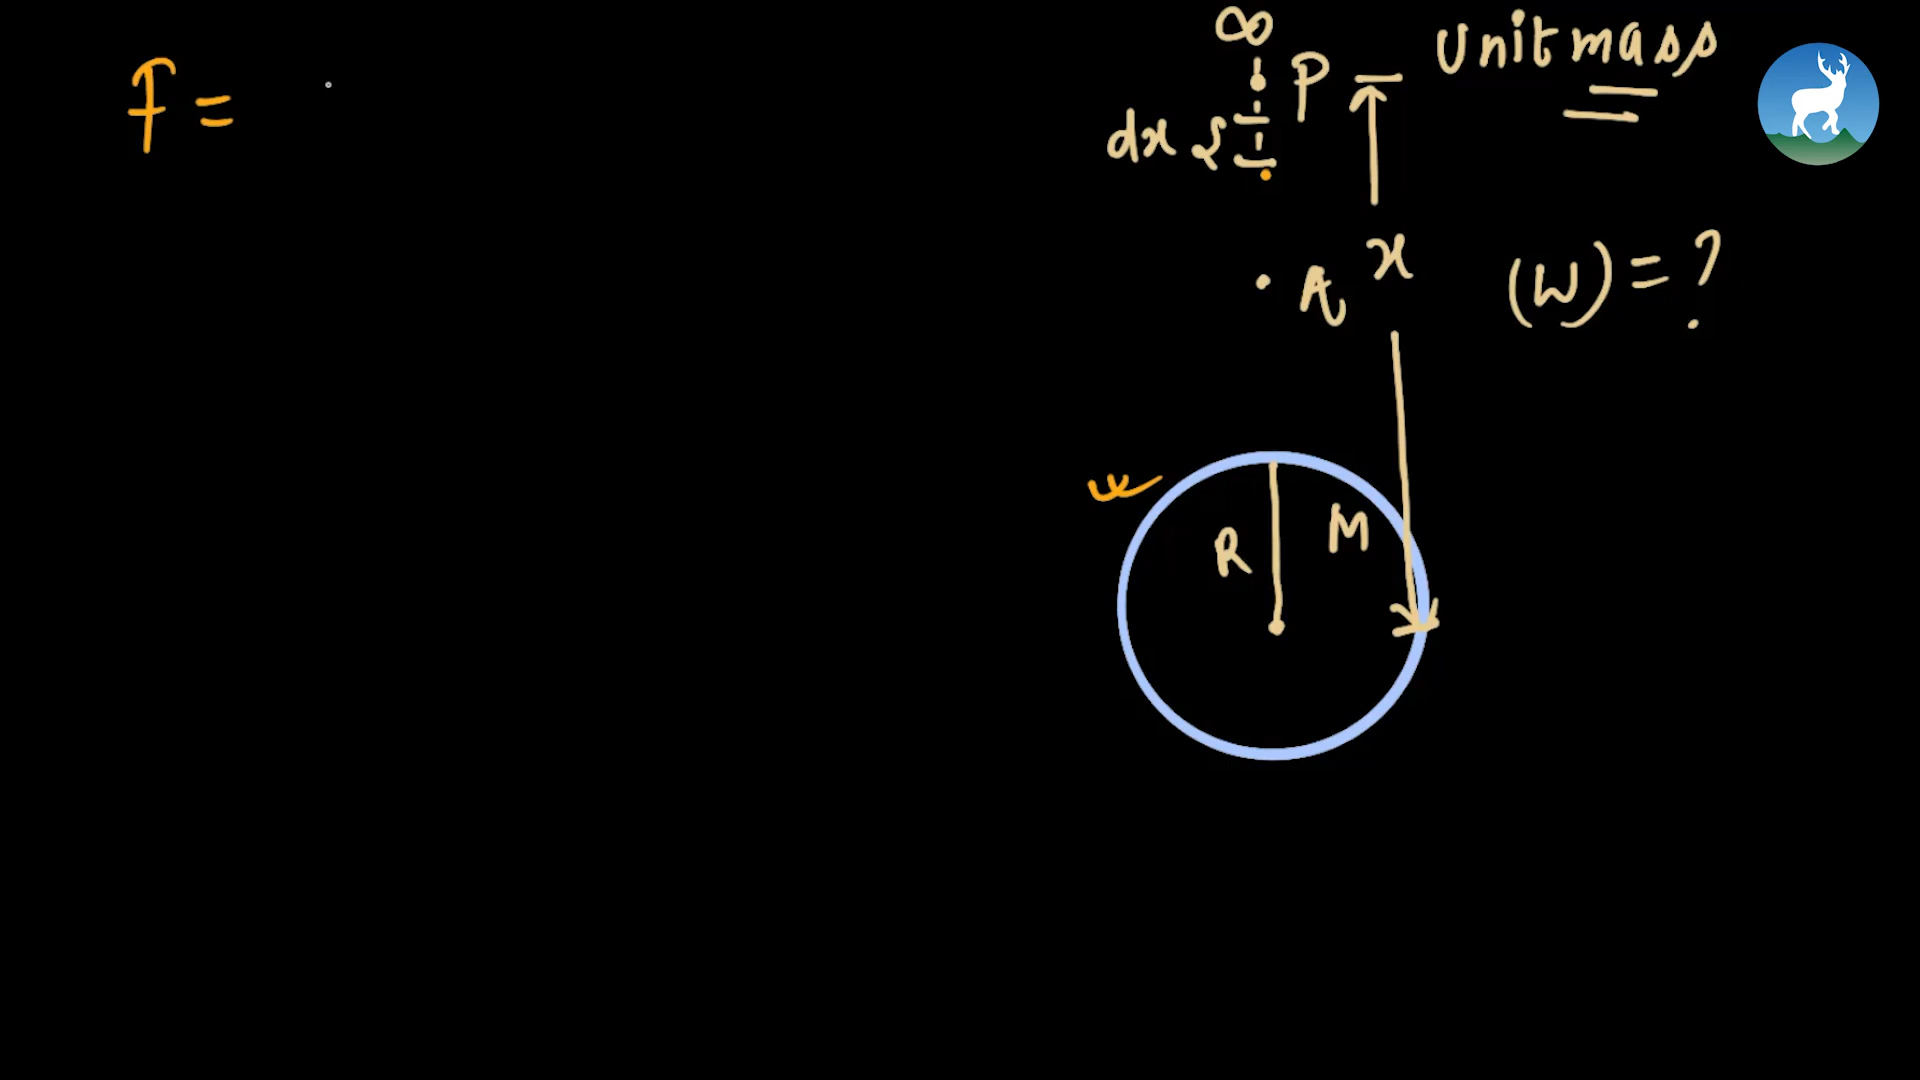 F =
∞
P
Unit mass
dx
A
x
(W) = ?
R
M